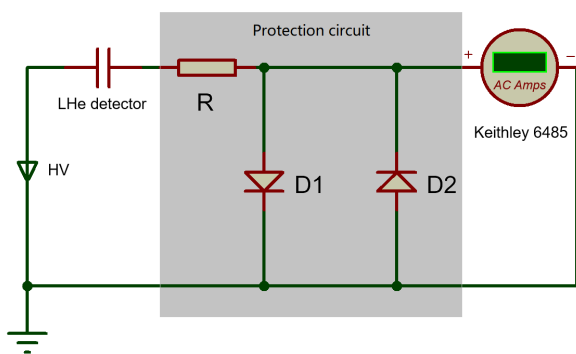 Protection circuit
+
−
AC Amps
LHe detector
R
Keithley 6485
HV
D1
D2